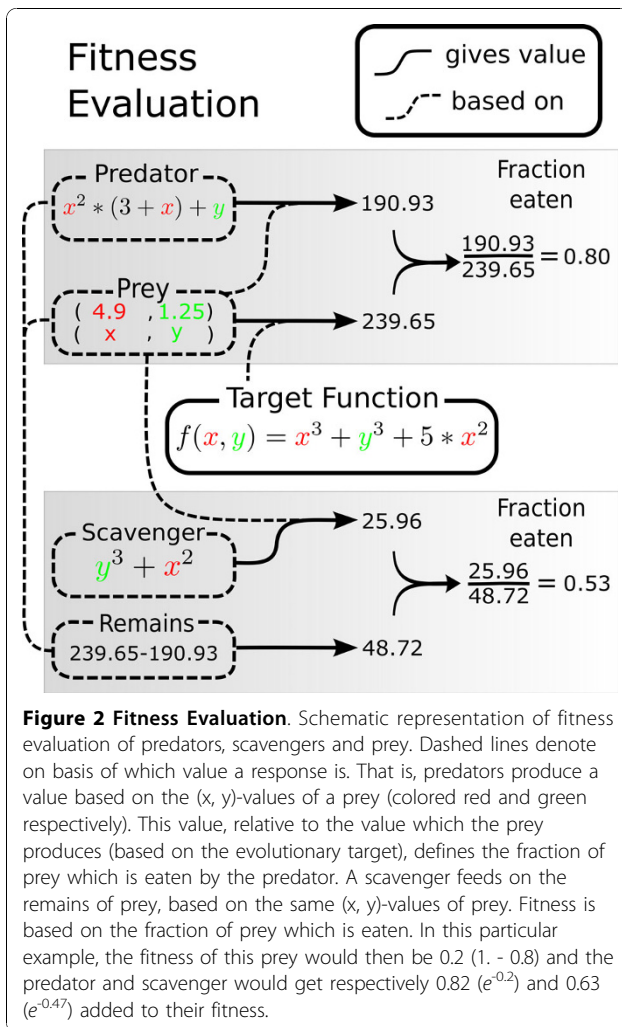 Fitness
Evaluation
gives value
based on
Predator
x² * (3 + x) + y
190.93
Fraction
eaten
190.93
239.65
= 0.80
Prey
( 4.9 , 1.25)
( x , y )
239.65
Target Function
f(x, y) = x³ + y³ + 5 * x²
Scavenger
y³ + x²
25.96
Fraction
eaten
25.96
48.72
= 0.53
Remains
239.65-190.93
48.72
Figure 2 Fitness Evaluation. Schematic representation of fitness
evaluation of predators, scavengers and prey. Dashed lines denote
on basis of which value a response is. That is, predators produce a
value based on the (x, y)-values of a prey (colored red and green
respectively). This value, relative to the value which the prey
produces (based on the evolutionary target), defines the fraction of
prey which is eaten by the predator. A scavenger feeds on the
remains of prey, based on the same (x, y)-values of prey. Fitness is
based on the fraction of prey which is eaten. In this particular
example, the fitness of this prey would then be 0.2 (1. - 0.8) and the
predator and scavenger would get respectively 0.82 (e⁻⁰·²) and 0.63
(e⁻⁰·⁴⁷) added to their fitness.